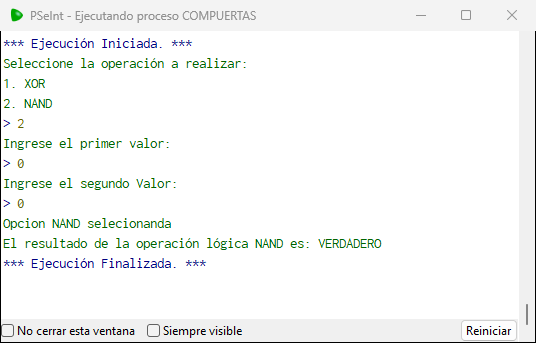 PSeInt - Ejecutando proceso COMPUERTAS
*** Ejecución Iniciada. ***
Seleccione la operación a realizar:
1. XOR
2. NAND
> 2
Ingrese el primer valor:
> 0
Ingrese el segundo Valor:
> 0
Opcion NAND selecionanda
El resultado de la operación lógica NAND es: VERDADERO
*** Ejecución Finalizada. ***
No cerrar esta ventana Siempre visible Reiniciar